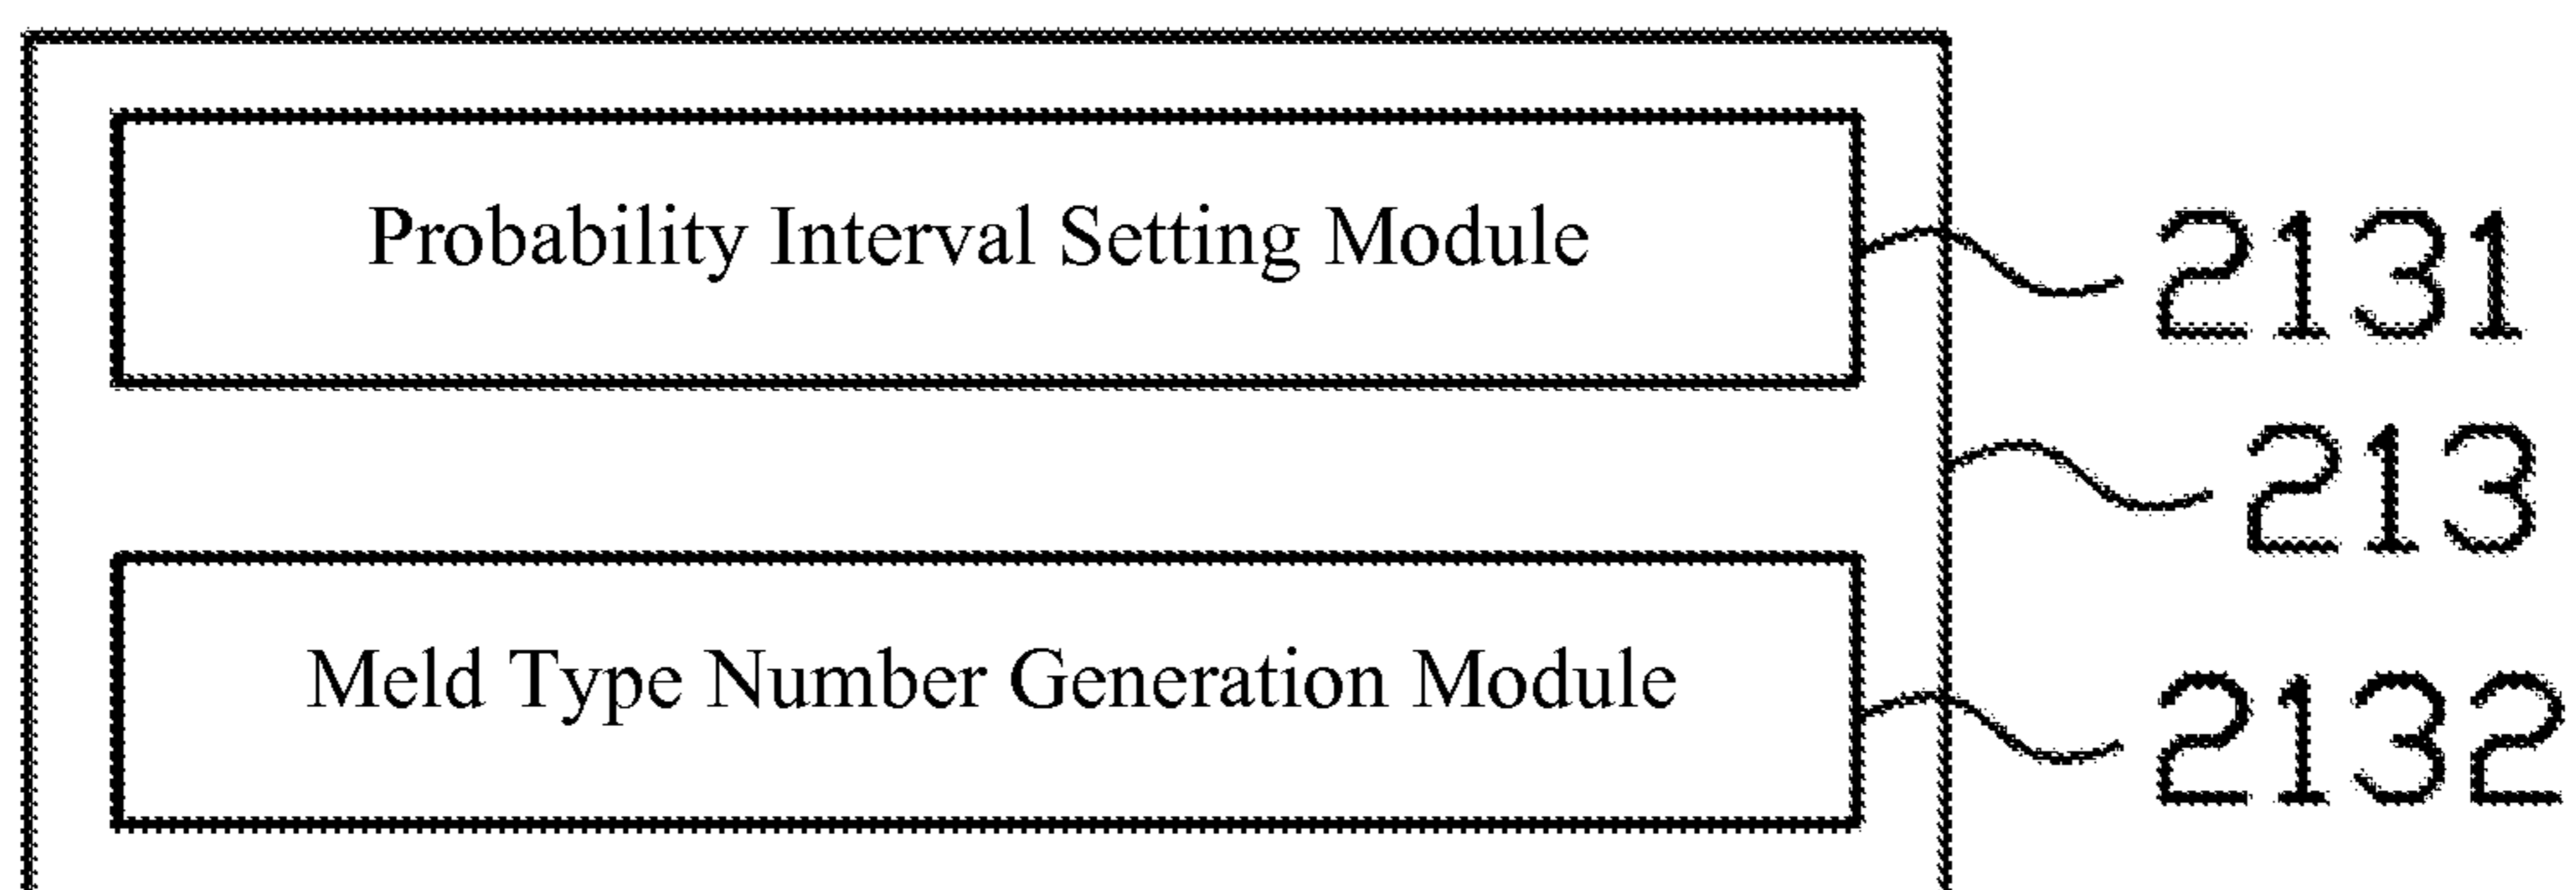 Probability Interval Setting Module
2131
213
Meld Type Number Generation Module
2132